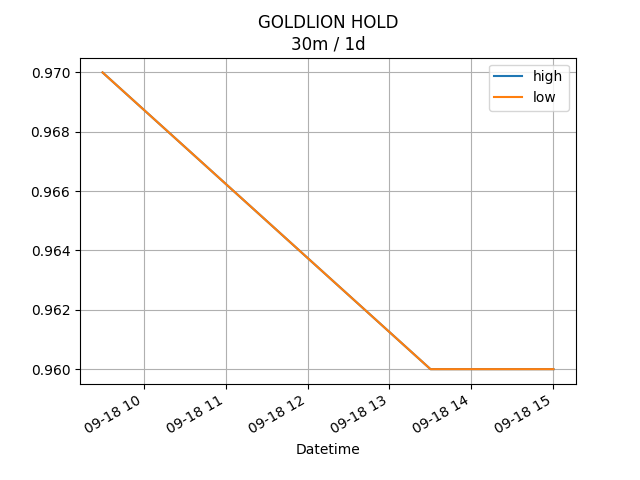 GOLDLION HOLD
30m / 1d
high
low
0.970
0.968
0.966
0.964
0.962
0.960
09-18 10
09-18 11
09-18 12
09-18 13
09-18 14
09-18 15
Datetime